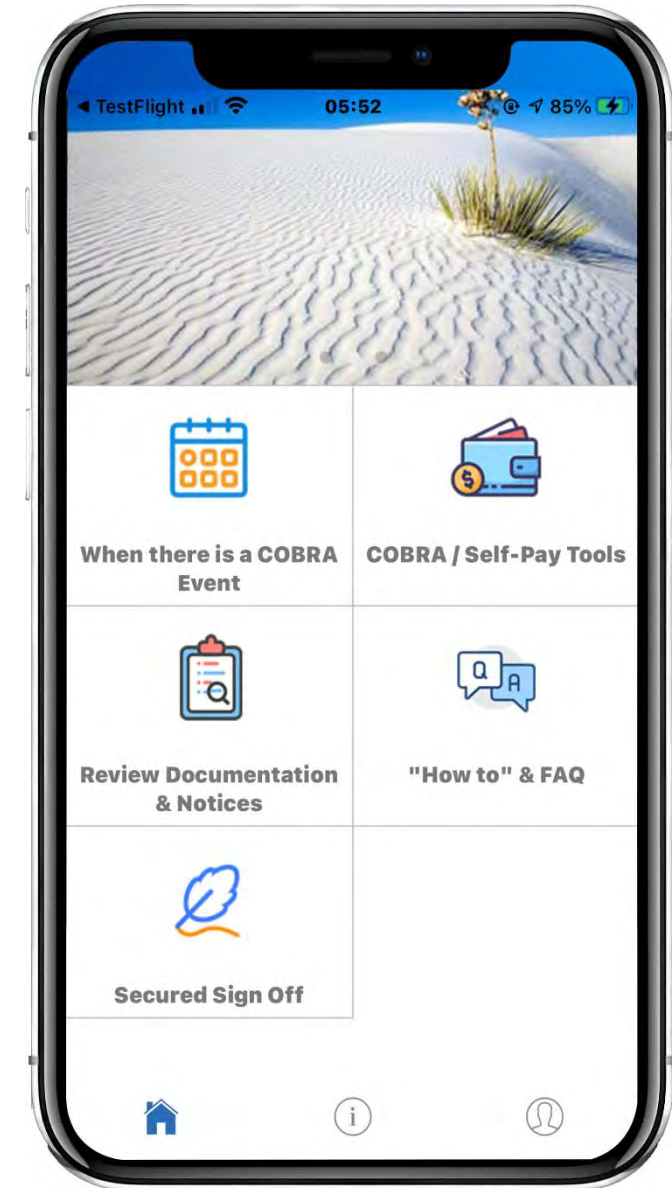 ◀ TestFlight 05:52 85%
When there is a COBRA
Event
COBRA / Self-Pay Tools
$
Review Documentation
& Notices
Q
A
"How to" & FAQ
Secured Sign Off
i